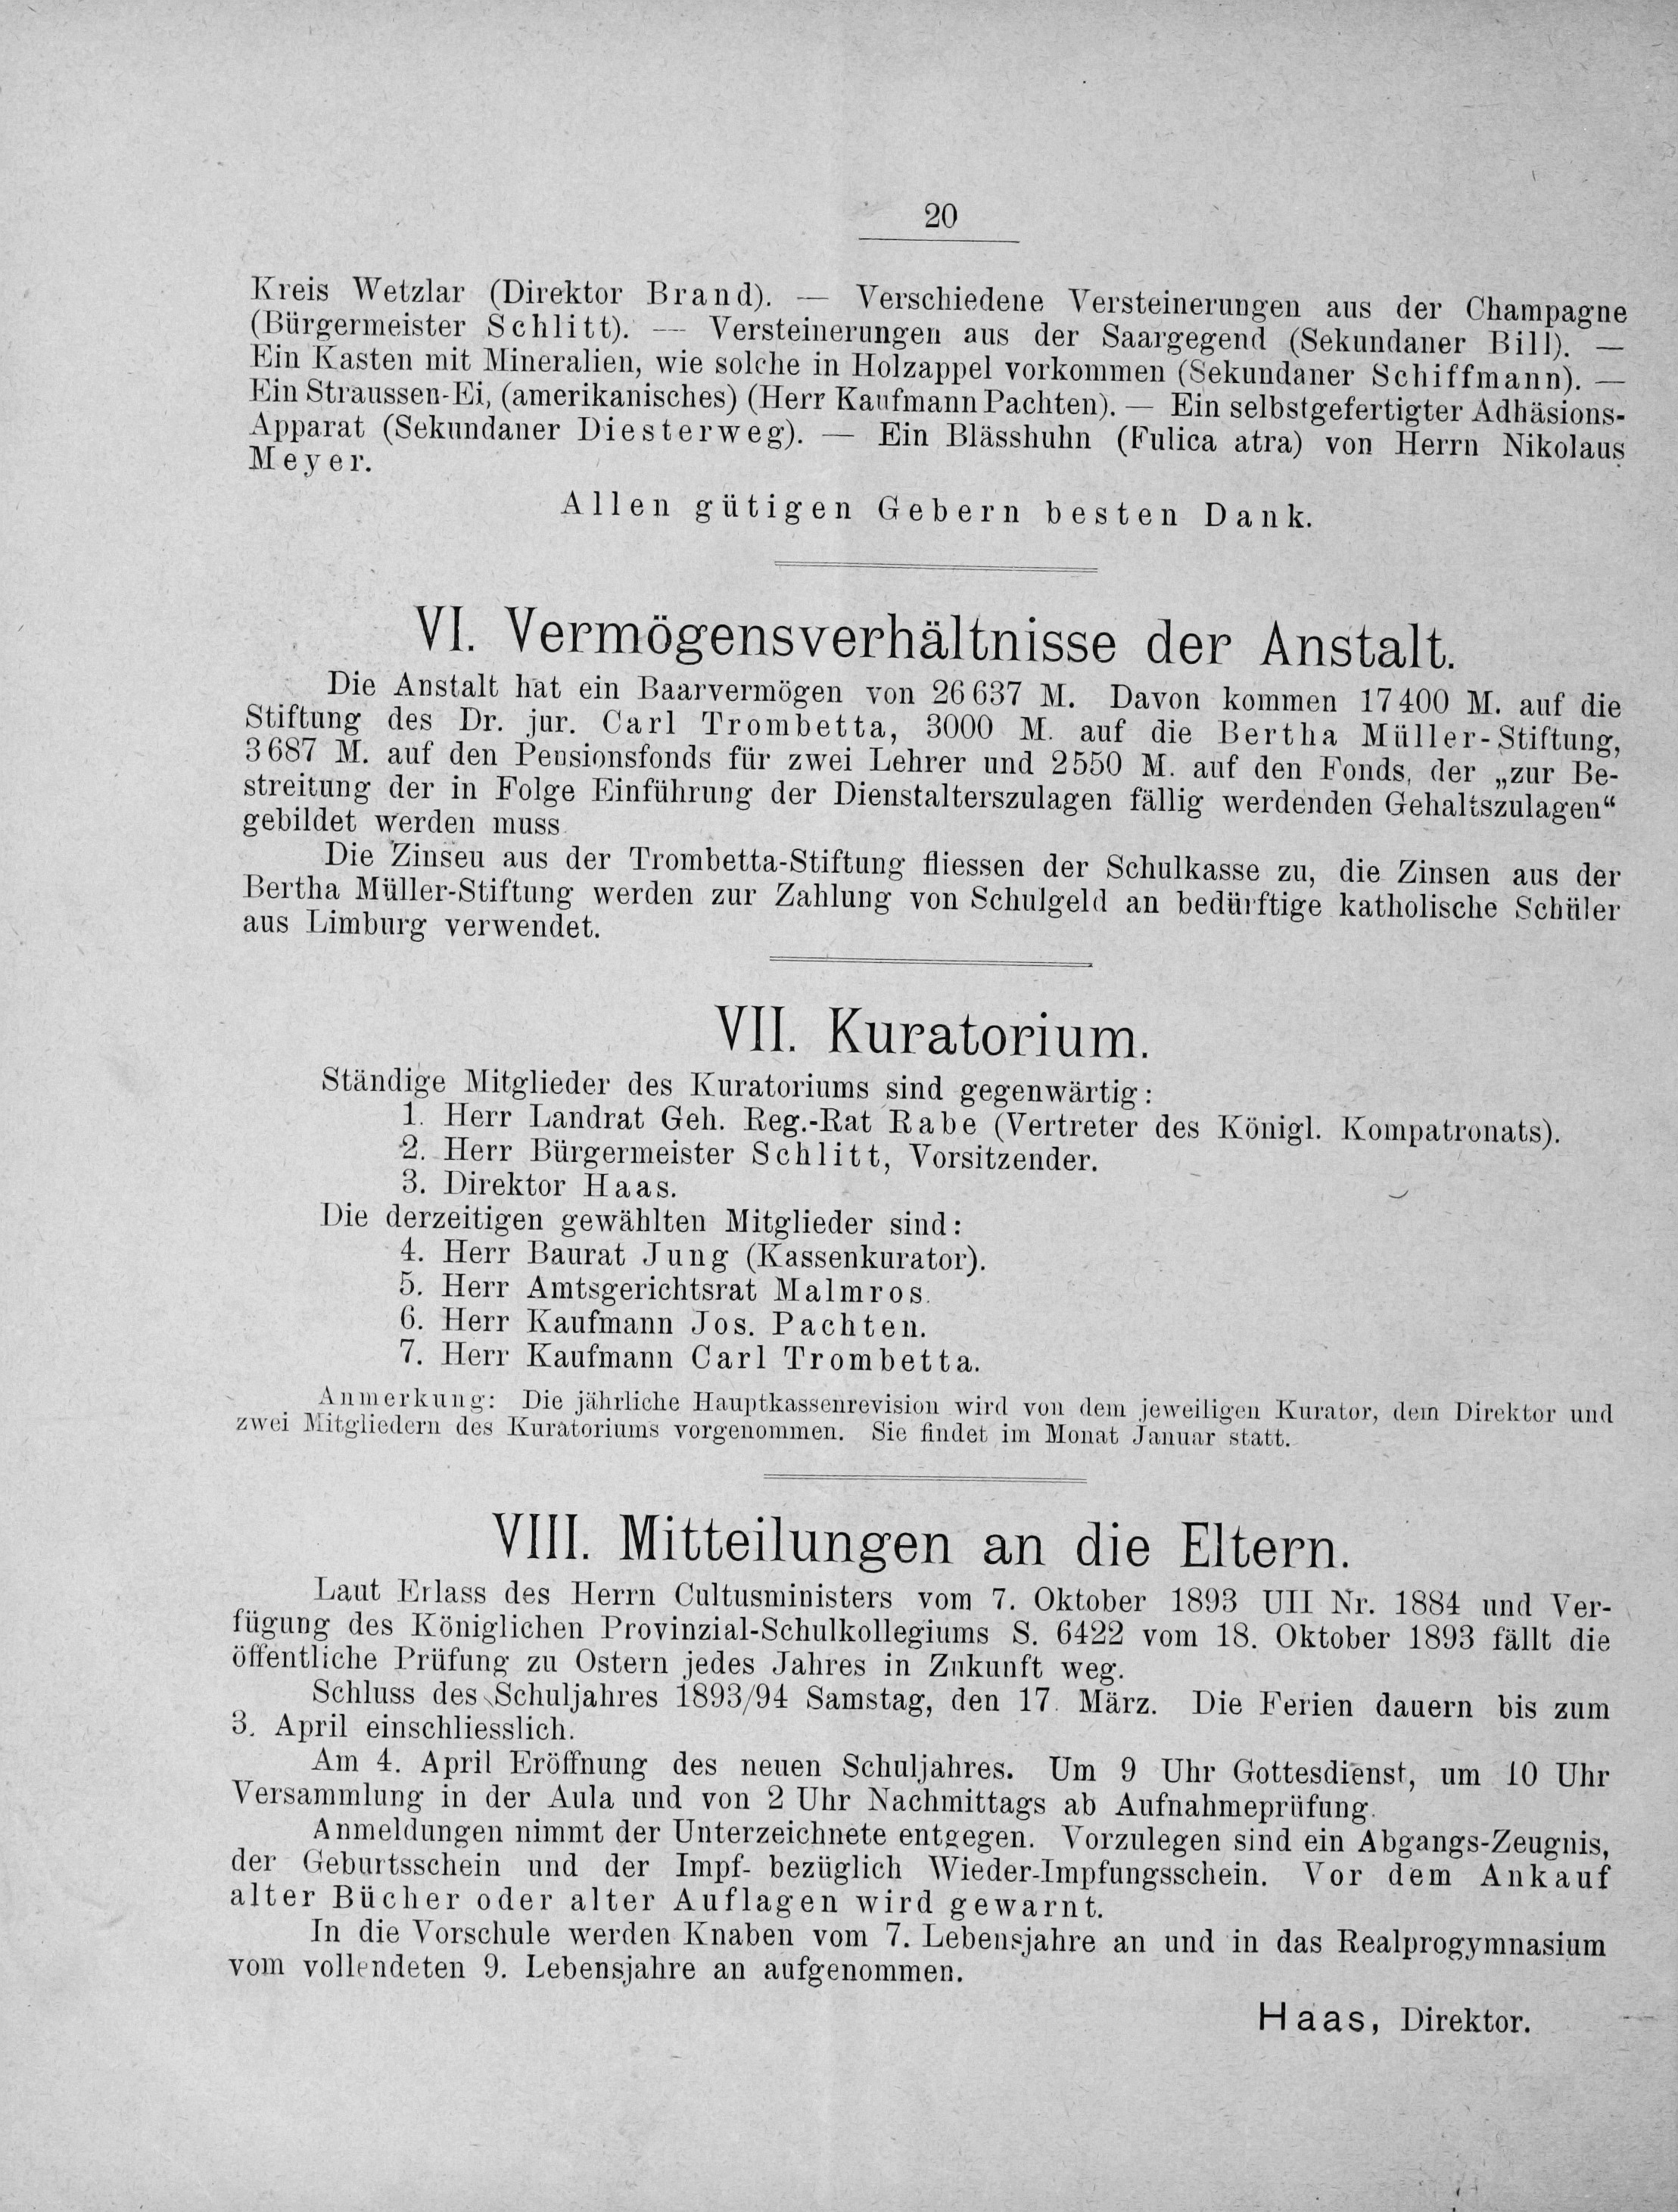 20
Kreis Wetzlar (Direktor Brand). — Verschiedene Versteinerungen aus der Champagne
(Bürgermeister Schlitt). — Versteinerungen aus der Saargegend (Sekundaner Bill). —
Ein Kasten mit Mineralien, wie solche in Holzappel vorkommen (Sekundaner Schiffmann). —
Ein Straussen-Ei, (amerikanisches) (Herr Kaufmann Pachten). — Ein selbstgefertigter Adhäsions-
Apparat (Sekundaner Diesterweg). — Ein Blässhuhn (Fulica atra) von Herrn Nikolaus
Meyer.
Allen gütigen Gebern besten Dank.
VI. Vermögensverhältnisse der Anstalt.
Die Anstalt hat ein Baarvermögen von 26 637 M. Davon kommen 17 400 M. auf die
Stiftung des Dr. jur. Carl Trombetta, 3000 M. auf die Bertha Müller-Stiftung,
3 687 M. auf den Pensionsfonds für zwei Lehrer und 2 550 M. auf den Fonds, der „zur Be-
streitung der in Folge Einführung der Dienstalterszulagen fällig werdenden Gehaltszulagen“
gebildet werden muss
Die Zinseu aus der Trombetta-Stiftung fliessen der Schulkasse zu, die Zinsen aus der
Bertha Müller-Stiftung werden zur Zahlung von Schulgeld an bedürftige katholische Schüler
aus Limburg verwendet.
VII. Kuratorium.
Ständige Mitglieder des Kuratoriums sind gegenwärtig:
1. Herr Landrat Geh. Reg.-Rat Rabe (Vertreter des Königl. Kompatronats).
2. Herr Bürgermeister Schlitt, Vorsitzender.
3. Direktor Haas.
Die derzeitigen gewählten Mitglieder sind:
4. Herr Baurat Jung (Kassenkurator).
5. Herr Amtsgerichtsrat Malmros.
6. Herr Kaufmann Jos. Pachten.
7. Herr Kaufmann Carl Trombetta.
Anmerkung: Die jährliche Hauptkassenrevision wird von dem jeweiligen Kurator, dem Direktor und
zwei Mitgliedern des Kuratoriums vorgenommen. Sie findet im Monat Januar statt.
VIII. Mitteilungen an die Eltern.
Laut Erlass des Herrn Cultusministers vom 7. Oktober 1893 UII Nr. 1884 und Ver-
fügung des Königlichen Provinzial-Schulkollegiums S. 6422 vom 18. Oktober 1893 fällt die
öffentliche Prüfung zu Ostern jedes Jahres in Zukunft weg.
Schluss des Schuljahres 1893/94 Samstag, den 17. März. Die Ferien dauern bis zum
3. April einschliesslich.
Am 4. April Eröffnung des neuen Schuljahres. Um 9 Uhr Gottesdienst, um 10 Uhr
Versammlung in der Aula und von 2 Uhr Nachmittags ab Aufnahmeprüfung.
Anmeldungen nimmt der Unterzeichnete entgegen. Vorzulegen sind ein Abgangs-Zeugnis,
der Geburtsschein und der Impf- bezüglich Wieder-Impfungsschein. Vor dem Ankauf
alter Bücher oder alter Auflagen wird gewarnt.
In die Vorschule werden Knaben vom 7. Lebensjahre an und in das Realprogymnasium
vom vollendeten 9. Lebensjahre an aufgenommen.
Haas, Direktor.